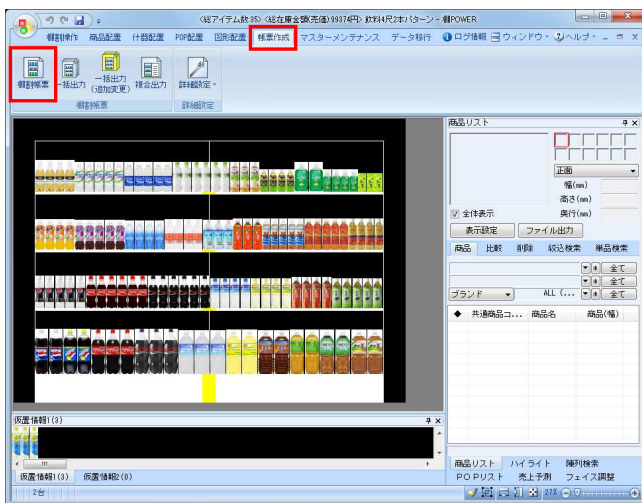 <総アイテム数:35> <総在庫金額(売価):99374円> 飲料4尺2本パターン - 棚POWER
棚割操作 商品配置 什器配置 POP配置 図形配置 帳票作成 マスターメンテナンス データ移行 ログ情報 ウィンドウ ヘルプ
棚割帳票 一括出力 一括出力(追加変更) 複合出力 詳細設定
棚割帳票 詳細設定
商品リスト
正面
幅(mm)
高さ(mm)
全体表示 奥行(mm)
表示設定 ファイル出力
商品 比較 削除 絞込検索 単品検索
* 全て
* 全て
ブランド ALL (... * 全て
◆ 共通商品コ... 商品名 商品(幅)
仮置情報1(3)
仮置情報1(3) 仮置情報2(0)
商品リスト ハイライト 陳列検索
POPリスト 売上予測 フェイス調整
2台 27%